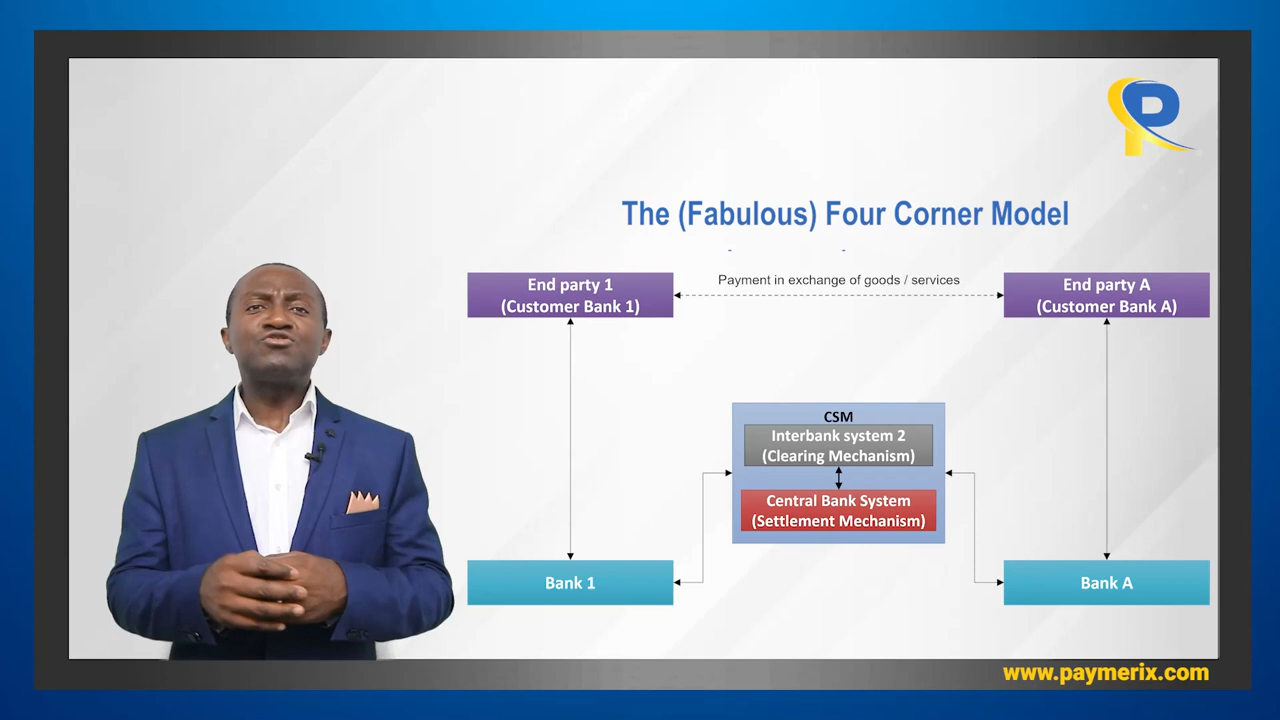 The (Fabulous) Four Corner Model
End party 1
(Customer Bank 1)
Payment in exchange of goods / services
End party A
(Customer Bank A)
CSM
Interbank system 2
(Clearing Mechanism)
Central Bank System
(Settlement Mechanism)
Bank 1
Bank A
www.paymerix.com